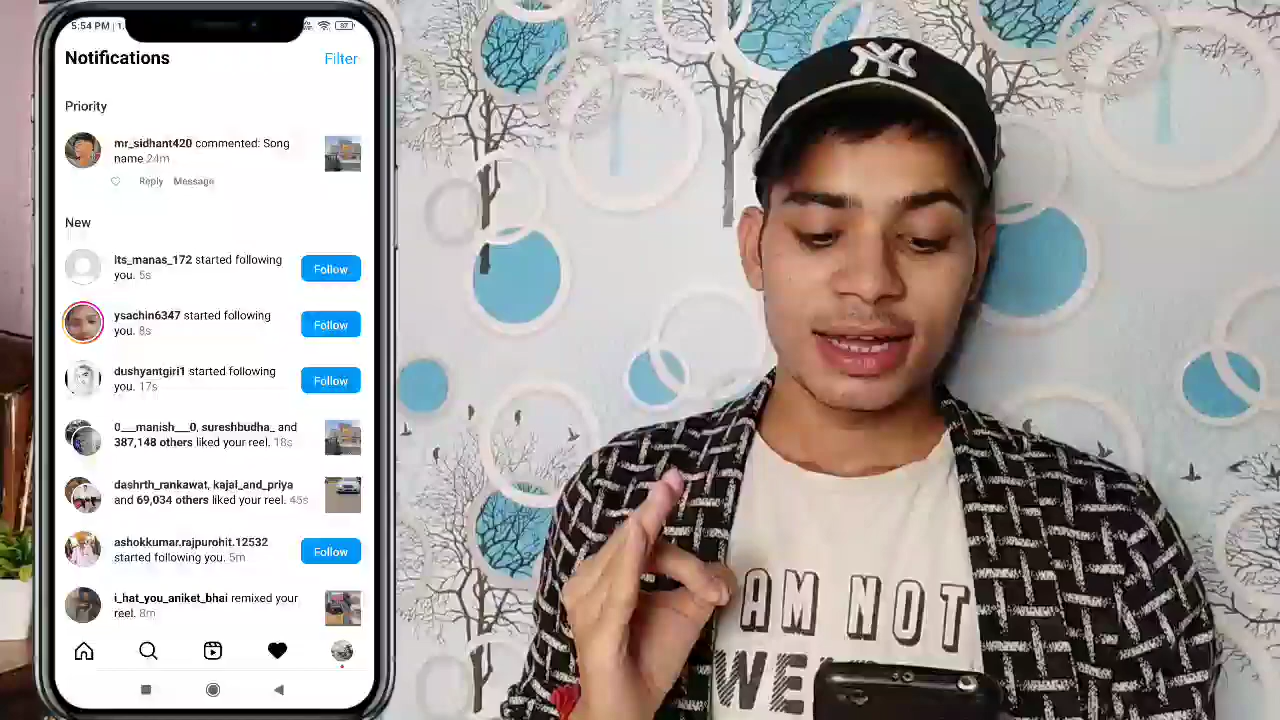 5:54 PM | 1.
87
Notifications
Filter
Priority
mr_sidhant420 commented: Song
name 24m
Reply Message
New
Its_manas_172 started following
you. 5s
Follow
ysachin6347 started following
you. 8s
Follow
dushyantgiri1 started following
you. 17s
Follow
0___manish___0, sureshbudha_ and
387,148 others liked your reel. 18s
dashrth_rankawat, kajal_and_priya
and 69,034 others liked your reel. 45s
ashokkumar.rajpurohit.12532
started following you. 5m
Follow
i_hat_you_aniket_bhai remixed your
reel. 8m
NY
AM NOT
WE